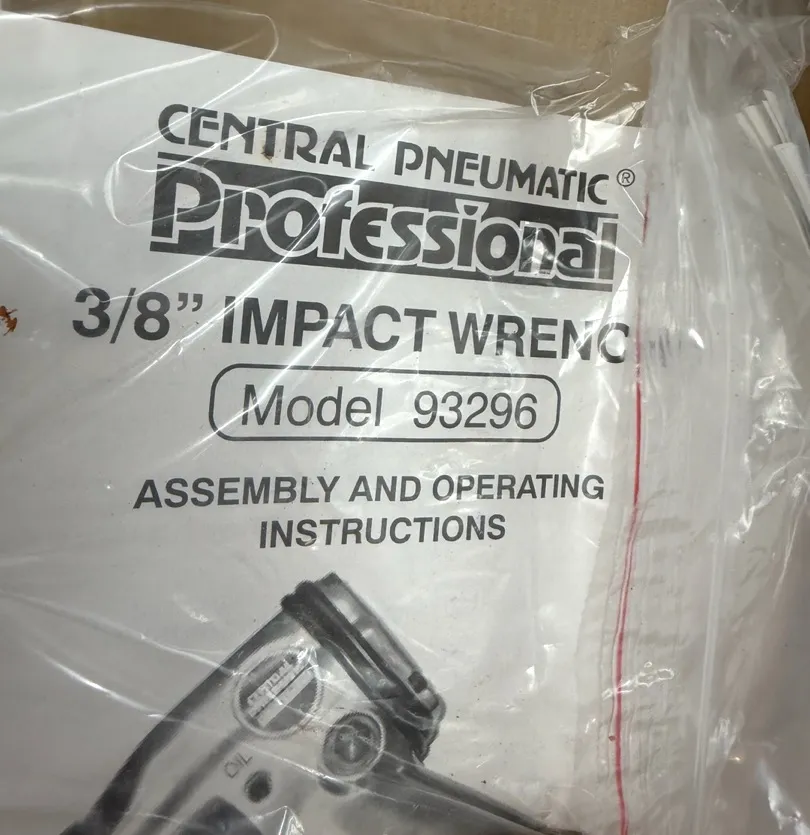 CENTRAL PNEUMATIC®
Professional
3/8” IMPACT WRENC
Model 93296
ASSEMBLY AND OPERATING
INSTRUCTIONS
OIL